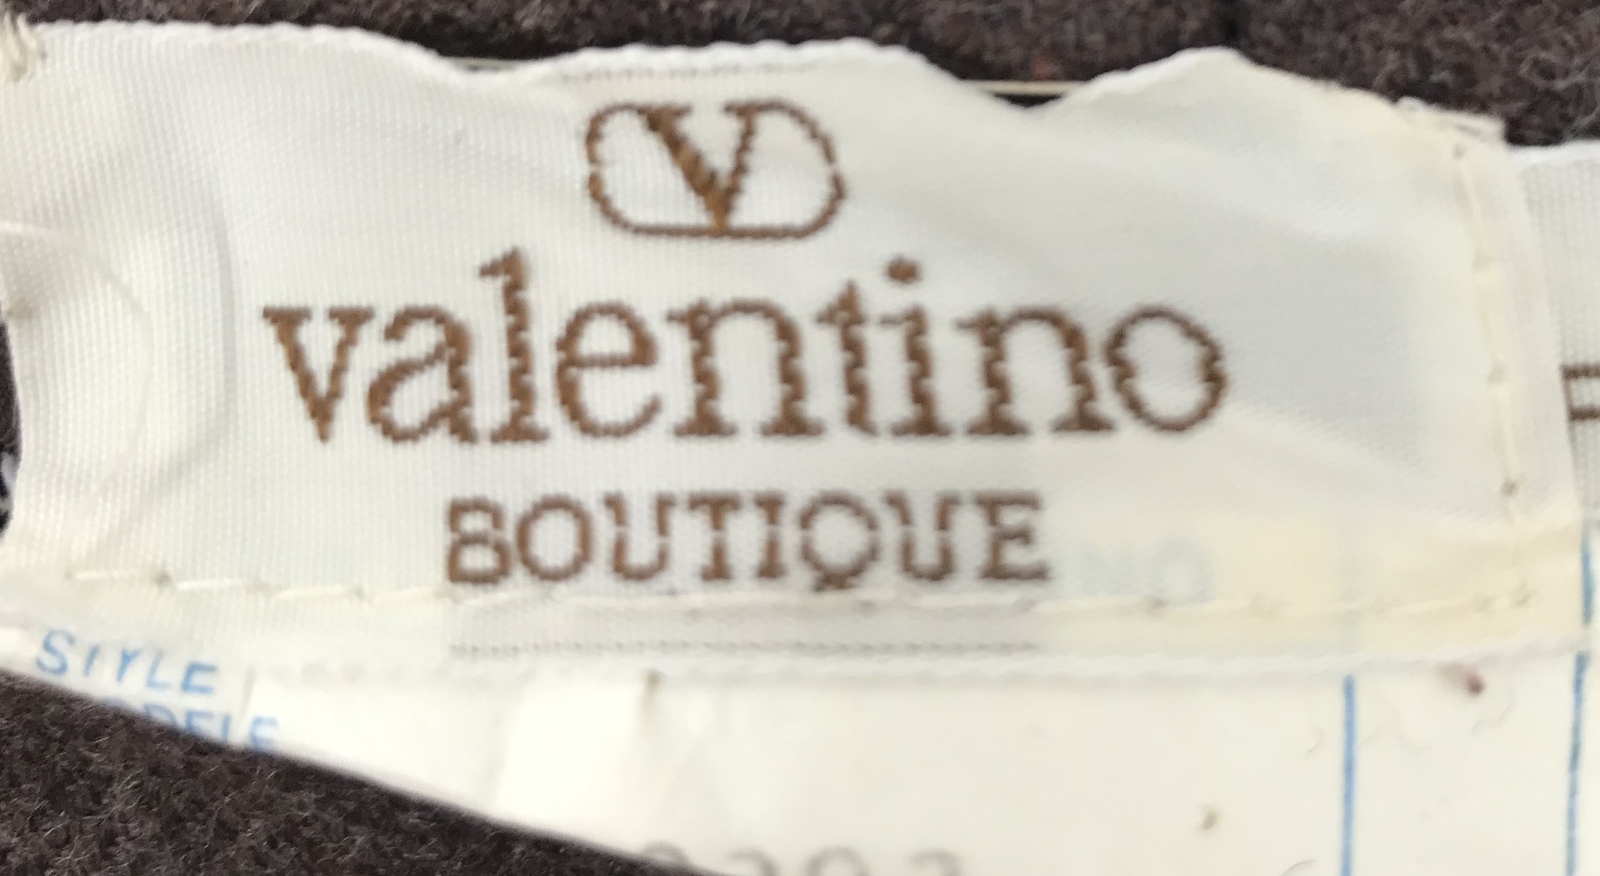 V
valentino
BOUTIQUE
STYLE